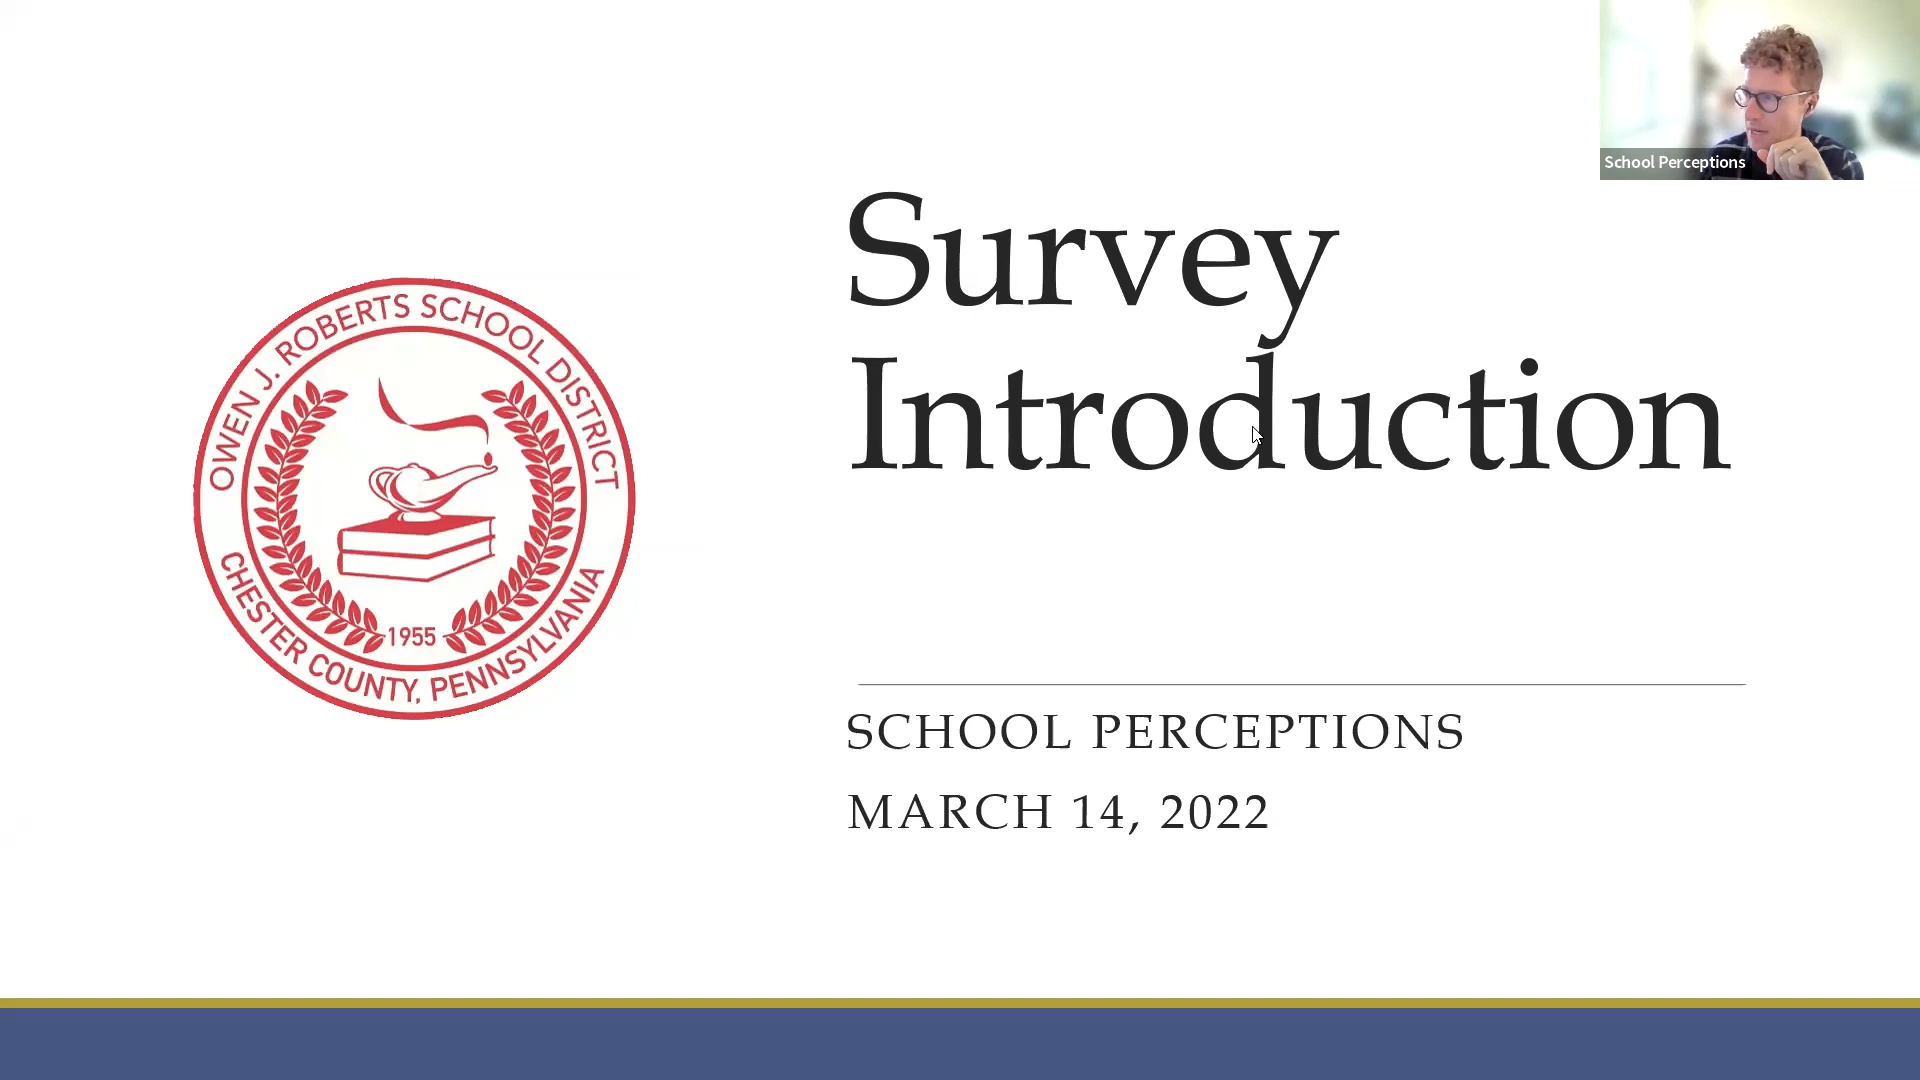 School Perceptions
Survey
Introduction
OWEN J. ROBERTS SCHOOL DISTRICT
1955
CHESTER COUNTY, PENNSYLVANIA
SCHOOL PERCEPTIONS
MARCH 14, 2022